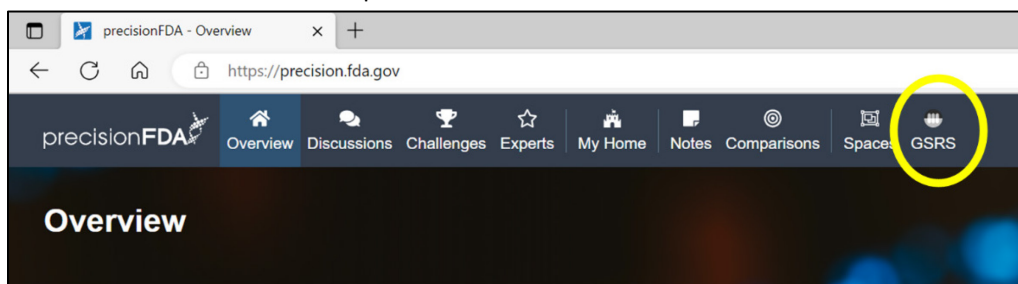 precisionFDA - Overview
https://precision.fda.gov
precisionFDA Overview Discussions Challenges Experts My Home Notes Comparisons Spaces GSRS
Overview